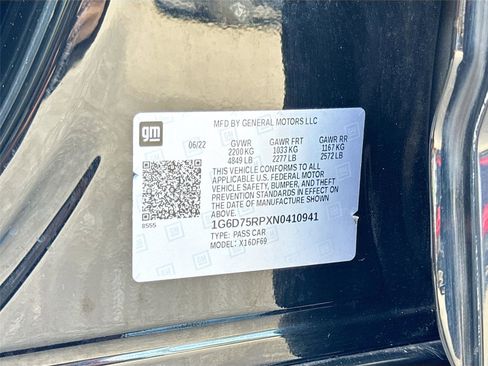 MFD BY GENERAL MOTORS LLC
gm
06/22 GVWR GAWR FRT GAWR RR
2200 KG 1033 KG 1167 KG
4849 LB 2277 LB 2572 LB
THIS VEHICLE CONFORMS TO ALL
APPLICABLE U.S. FEDERAL MOTOR
VEHICLE SAFETY, BUMPER, AND THEFT
PREVENTION STANDARDS IN EFFECT ON
THE DATE OF MANUFACTURE SHOWN
ABOVE.
8555 1G6D75RPXN0410941
TYPE: PASS CAR
MODEL: X16DF69